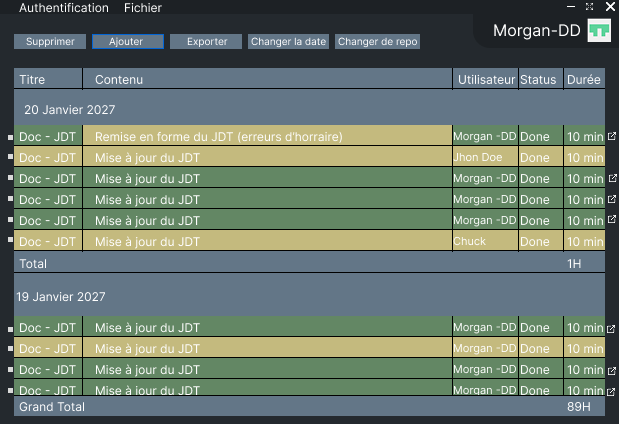 Authentification Fichier
Morgan-DD
Supprimer Ajouter Exporter Changer la date Changer de repo
Titre Contenu Utilisateur Status Durée
20 Janvier 2027
Doc - JDT Remise en forme du JDT (erreurs d'horraire) Morgan -DD Done 10 min
Doc - JDT Mise à jour du JDT Jhon Doe Done 10 min
Doc - JDT Mise à jour du JDT Morgan -DD Done 10 min
Doc - JDT Mise à jour du JDT Morgan -DD Done 10 min
Doc - JDT Mise à jour du JDT Morgan -DD Done 10 min
Doc - JDT Mise à jour du JDT Chuck Done 10 min
Total 1H
19 Janvier 2027
Doc - JDT Mise à jour du JDT Morgan -DD Done 10 min
Doc - JDT Mise à jour du JDT Morgan -DD Done 10 min
Doc - JDT Mise à jour du JDT Morgan -DD Done 10 min
Doc - JDT Mise à jour du JDT Morgan -DD Done 10 min
Grand Total 89H